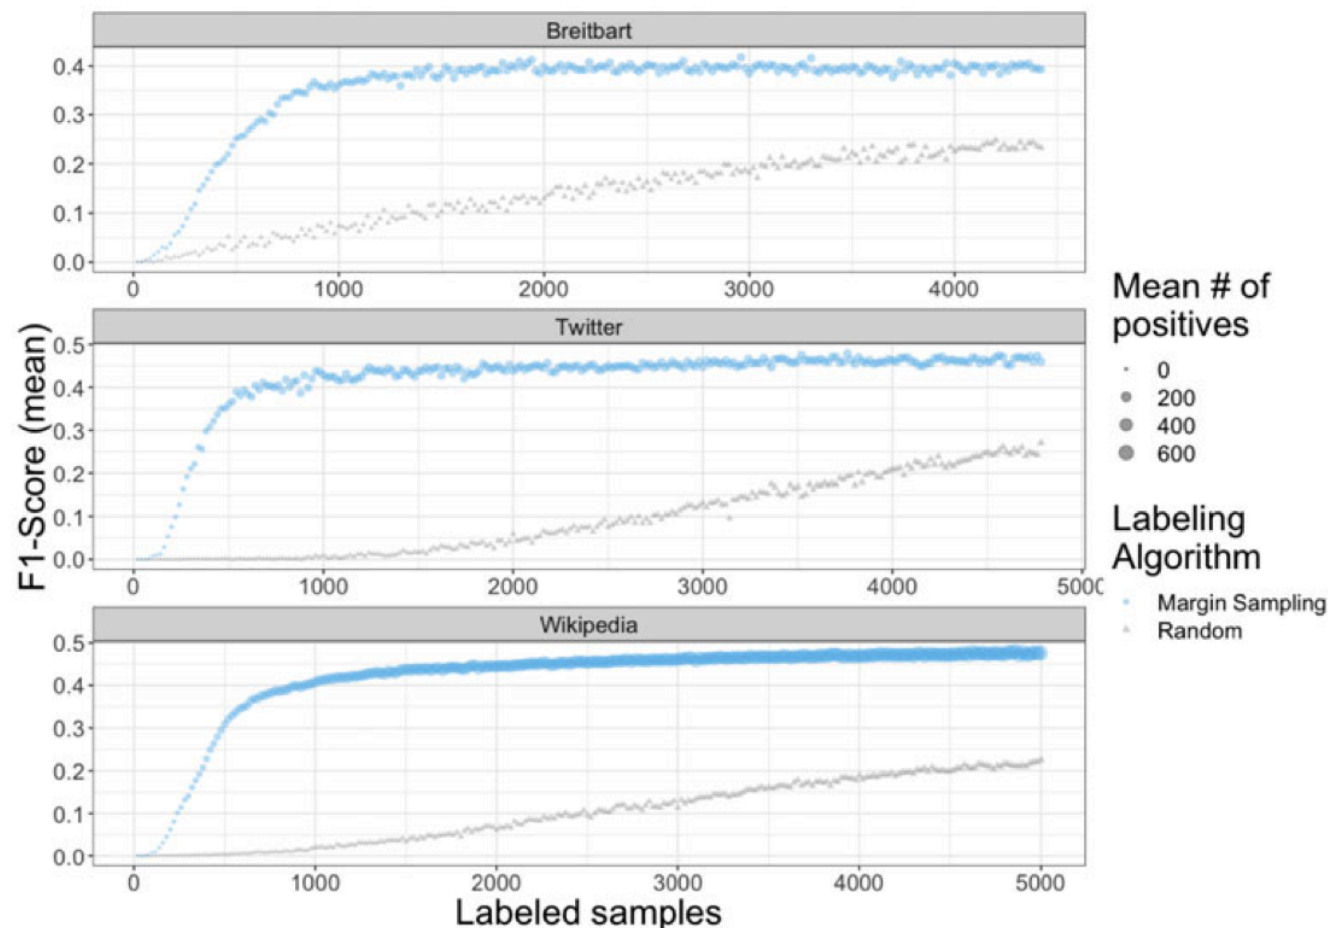 Breitbart
0.4
0.3
0.2
0.1
0.0
0 1000 2000 3000 4000
Twitter
0.5
0.4
0.3
0.2
0.1
0.0
0 1000 2000 3000 4000 5000
Wikipedia
0.5
0.4
0.3
0.2
0.1
0.0
0 1000 2000 3000 4000 5000
F1-Score (mean)
Labeled samples
Mean # of
positives
0
200
400
600
Labeling
Algorithm
Margin Sampling
Random